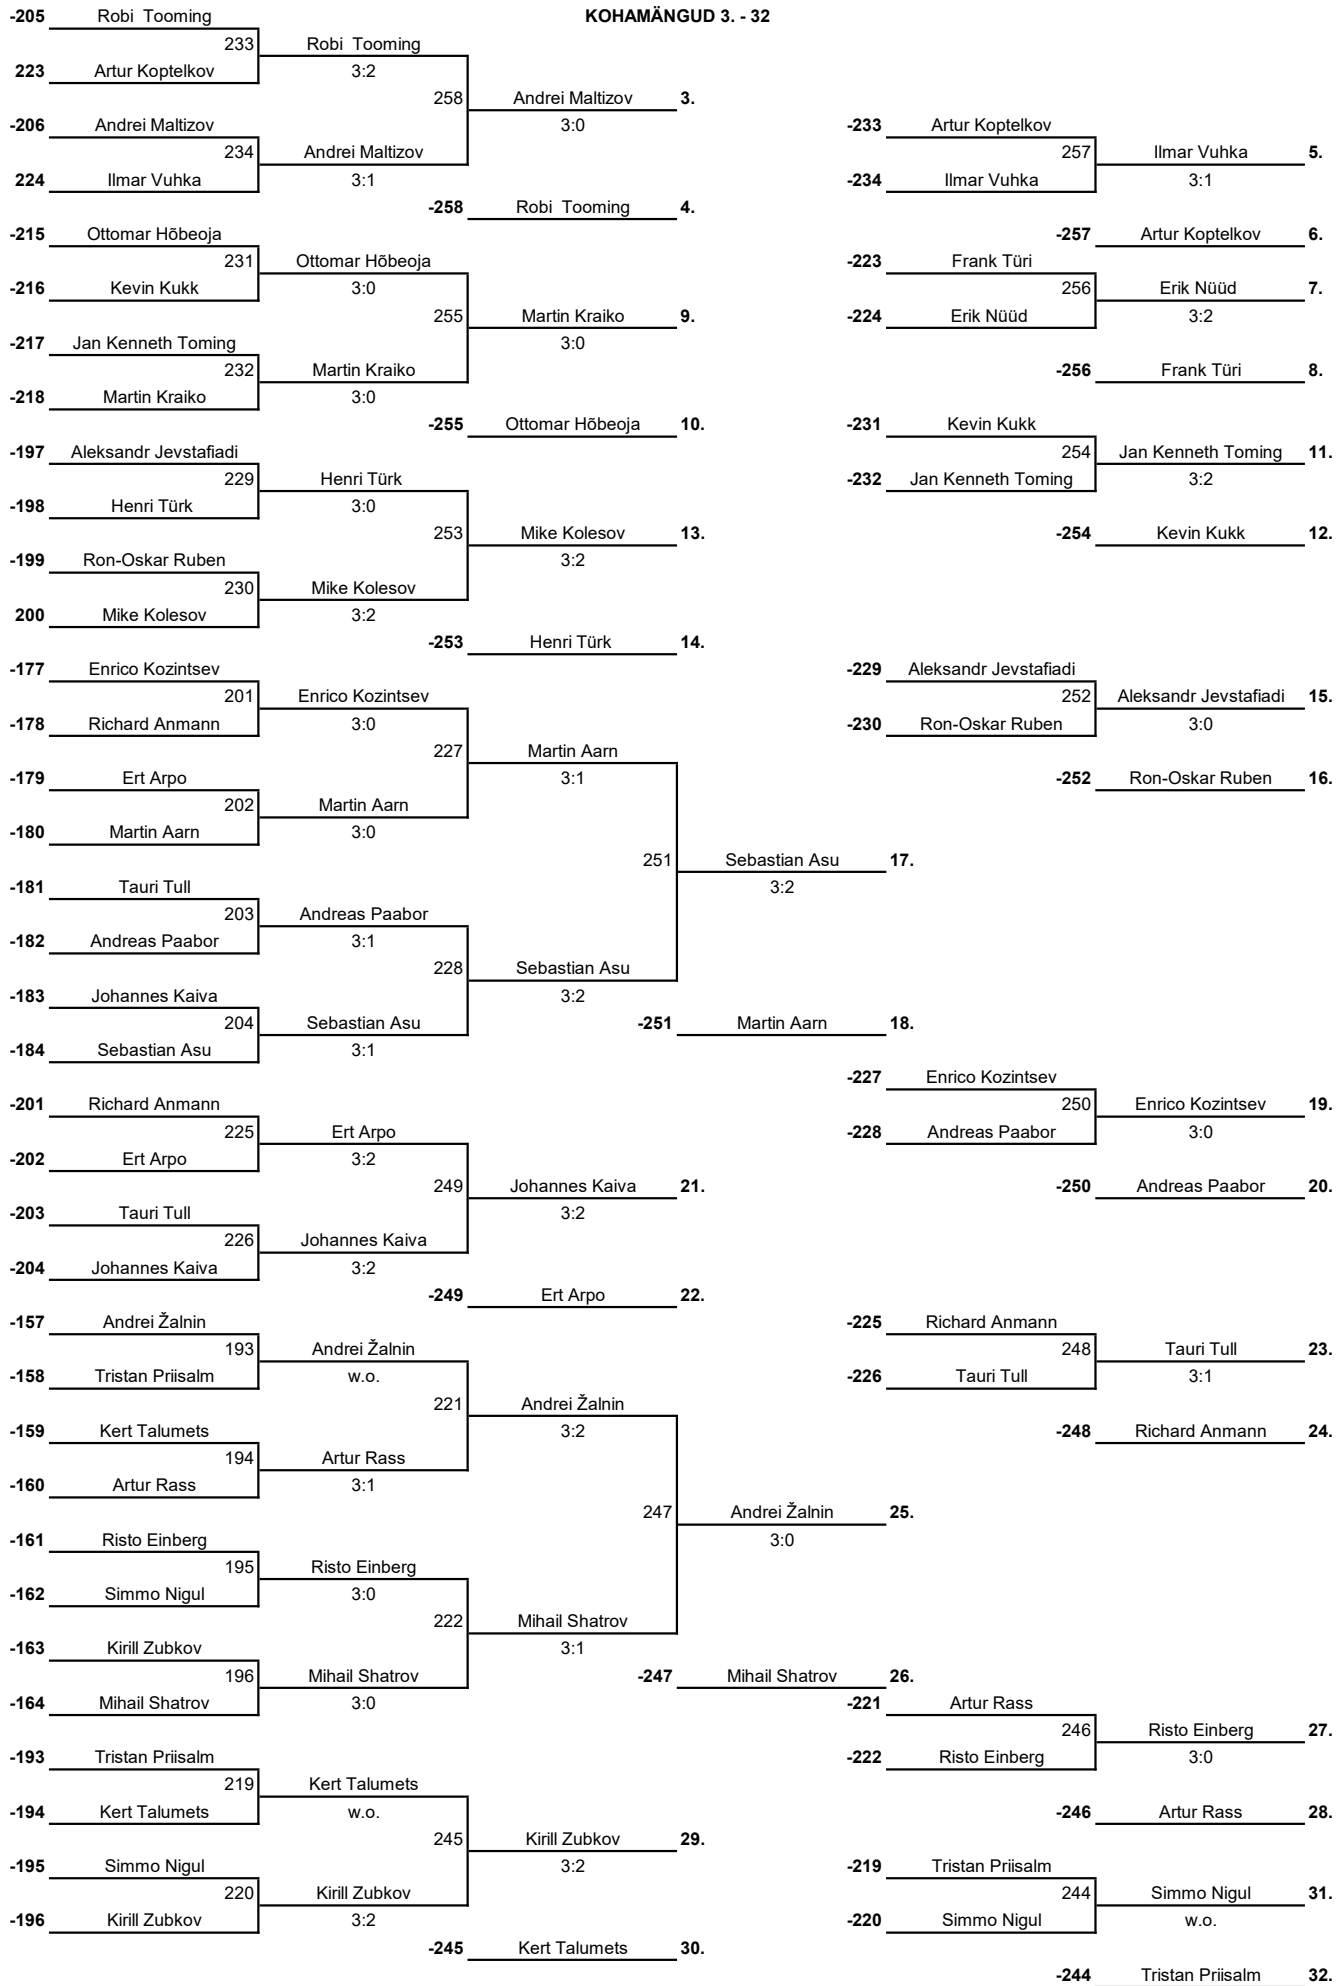 -205 Robi Tooming KOHAMÄNGUD 3. - 32
233 Robi Tooming
223 Artur Koptelkov 3:2
258 Andrei Maltizov 3.
-206 Andrei Maltizov 3:0 -233 Artur Koptelkov
234 Andrei Maltizov 257 Ilmar Vuhka 5.
224 Ilmar Vuhka 3:1 -234 Ilmar Vuhka 3:1
-258 Robi Tooming 4.
-215 Ottomar Hõbeoja -257 Artur Koptelkov 6.
231 Ottomar Hõbeoja -223 Frank Türi
-216 Kevin Kukk 3:0 256 Erik Nüüd 7.
255 Martin Kraiko 9. -224 Erik Nüüd 3:2
-217 Jan Kenneth Toming 3:0
232 Martin Kraiko -256 Frank Türi 8.
-218 Martin Kraiko 3:0
-255 Ottomar Hõbeoja 10. -231 Kevin Kukk
-197 Aleksandr Jevstafiadi 254 Jan Kenneth Toming 11.
229 Henri Türk -232 Jan Kenneth Toming 3:2
-198 Henri Türk 3:0
253 Mike Kolesov 13. -254 Kevin Kukk 12.
-199 Ron-Oskar Ruben 3:2
230 Mike Kolesov
200 Mike Kolesov 3:2
-253 Henri Türk 14.
-177 Enrico Kozintsev -229 Aleksandr Jevstafiadi
201 Enrico Kozintsev 252 Aleksandr Jevstafiadi 15.
-178 Richard Anmann 3:0 -230 Ron-Oskar Ruben 3:0
227 Martin Aarn
-179 Ert Arpo 3:1 -252 Ron-Oskar Ruben 16.
202 Martin Aarn
-180 Martin Aarn 3:0
251 Sebastian Asu 17.
-181 Tauri Tull 3:2
203 Andreas Paabor
-182 Andreas Paabor 3:1
228 Sebastian Asu
-183 Johannes Kaiva 3:2
204 Sebastian Asu -251 Martin Aarn 18.
-184 Sebastian Asu 3:1
-227 Enrico Kozintsev
-201 Richard Anmann 250 Enrico Kozintsev 19.
225 Ert Arpo -228 Andreas Paabor 3:0
-202 Ert Arpo 3:2
249 Johannes Kaiva 21. -250 Andreas Paabor 20.
-203 Tauri Tull 3:2
226 Johannes Kaiva
-204 Johannes Kaiva 3:2
-249 Ert Arpo 22.
-157 Andrei Žalnin -225 Richard Anmann
193 Andrei Žalnin 248 Tauri Tull 23.
-158 Tristan Priisalm w.o. -226 Tauri Tull 3:1
221 Andrei Žalnin
-159 Kert Talumets 3:2 -248 Richard Anmann 24.
194 Artur Rass
-160 Artur Rass 3:1
247 Andrei Žalnin 25.
-161 Risto Einberg 3:0
195 Risto Einberg
-162 Simmo Nigul 3:0
222 Mihail Shatrov
-163 Kirill Zubkov 3:1
196 Mihail Shatrov -247 Mihail Shatrov 26.
-164 Mihail Shatrov 3:0 -221 Artur Rass
246 Risto Einberg 27.
-193 Tristan Priisalm -222 Risto Einberg 3:0
219 Kert Talumets
-194 Kert Talumets w.o. -246 Artur Rass 28.
245 Kirill Zubkov 29.
-195 Simmo Nigul 3:2 -219 Tristan Priisalm
220 Kirill Zubkov 244 Simmo Nigul 31.
-196 Kirill Zubkov 3:2 -220 Simmo Nigul w.o.
-245 Kert Talumets 30.
-244 Tristan Priisalm 32.